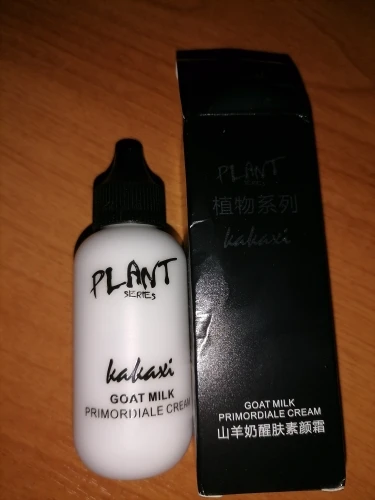 PLANT
SERIES
kakaxi
GOAT MILK
PRIMORDIALE CREAM
PLANT
SERIES
植物系列
kakaxi
GOAT MILK
PRIMORDIALE CREAM
山羊奶醒肤素颜霜